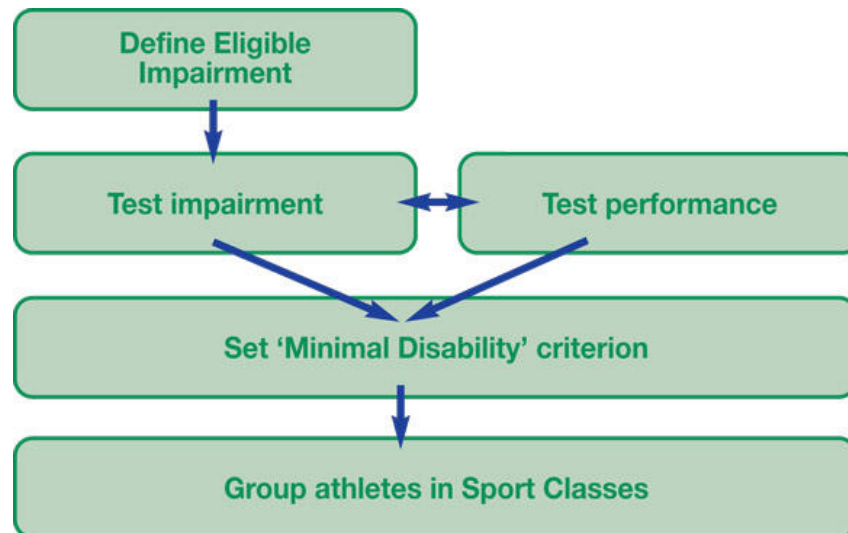 Define Eligible
Impairment
Test impairment
Test performance
Set ‘Minimal Disability’ criterion
Group athletes in Sport Classes